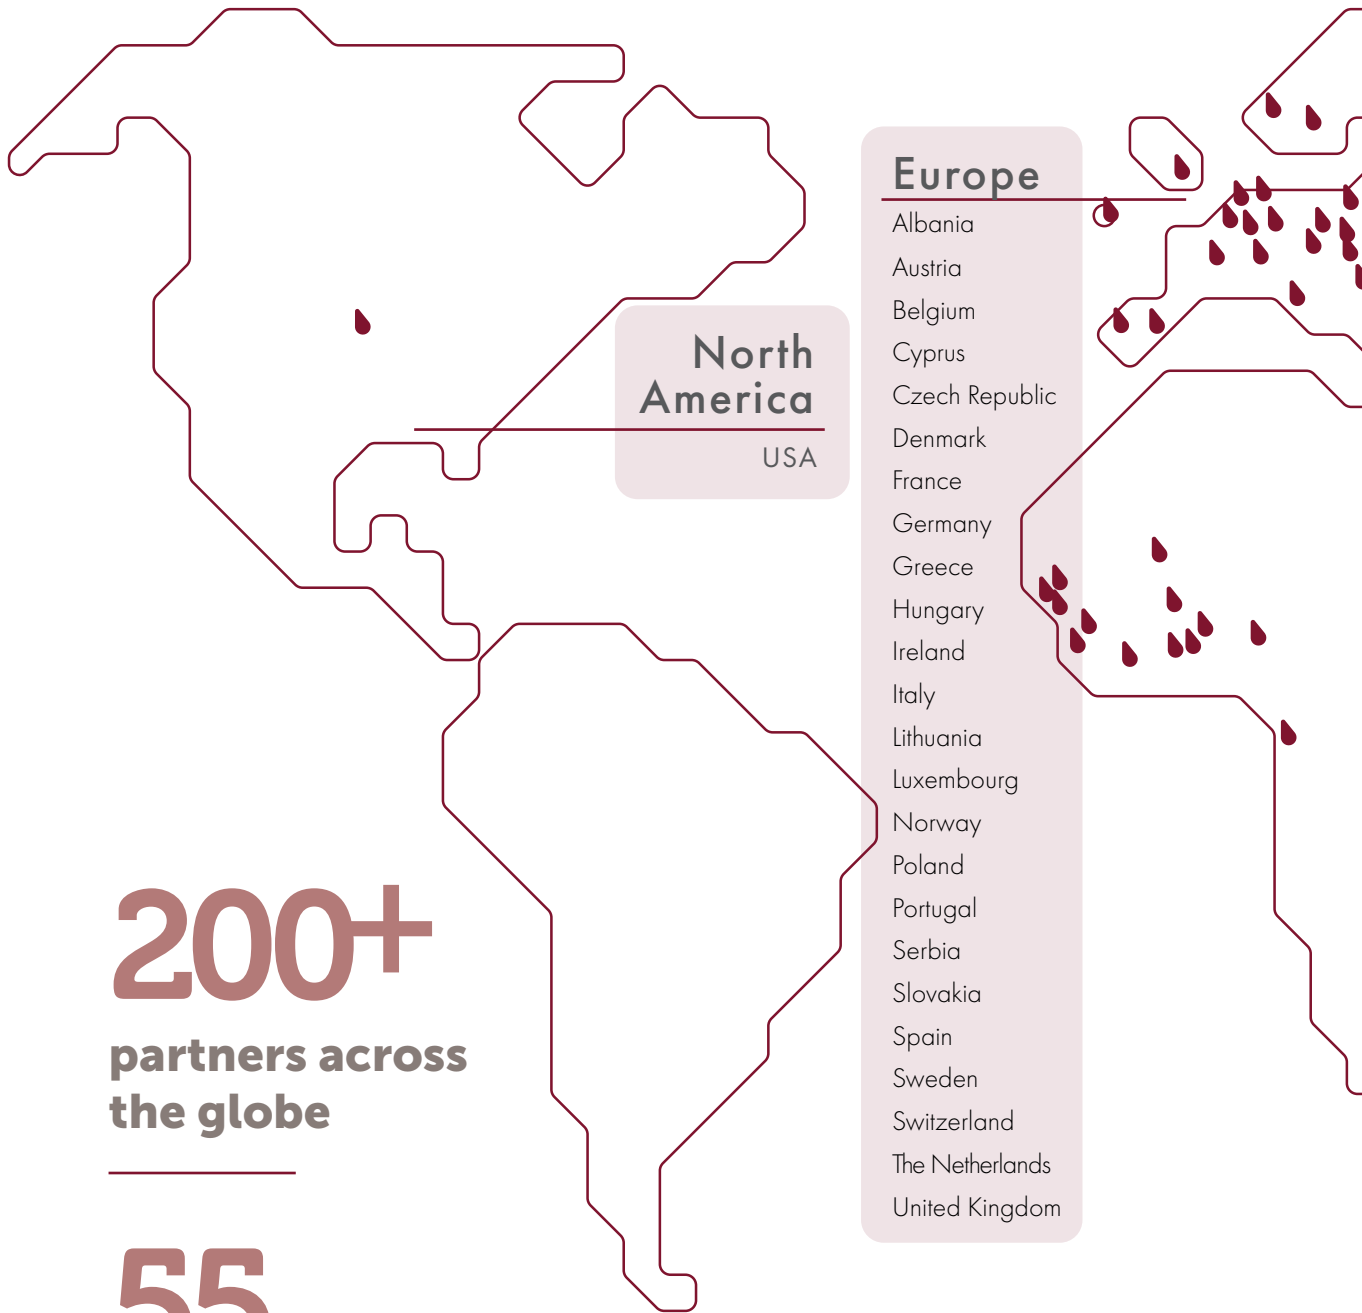 Europe
Albania
Austria
Belgium
Cyprus
Czech Republic
Denmark
France
Germany
Greece
Hungary
Ireland
Italy
Lithuania
Luxembourg
Norway
Poland
Portugal
Serbia
Slovakia
Spain
Sweden
Switzerland
The Netherlands
United Kingdom
North
America
USA
200+
partners across
the globe
55